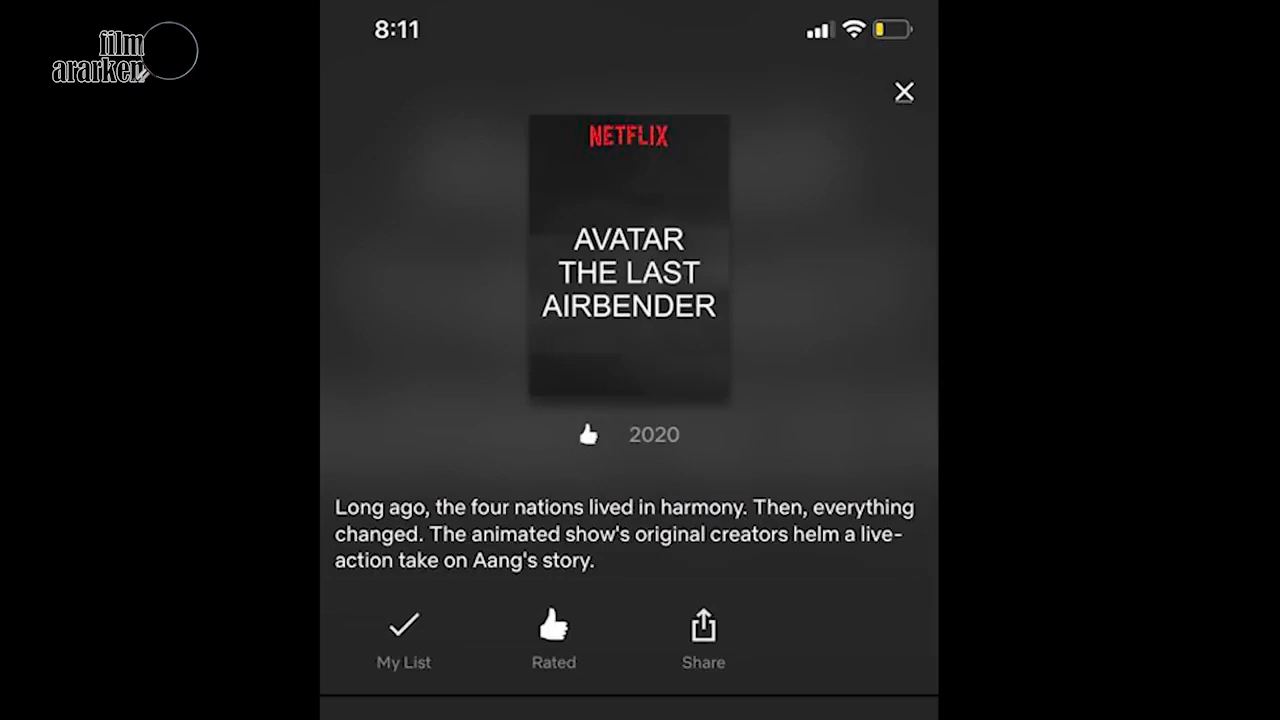 film
ararken
8:11
NETFLIX
AVATAR
THE LAST
AIRBENDER
2020
Long ago, the four nations lived in harmony. Then, everything
changed. The animated show's original creators helm a live-
action take on Aang's story.
My List
Rated
Share